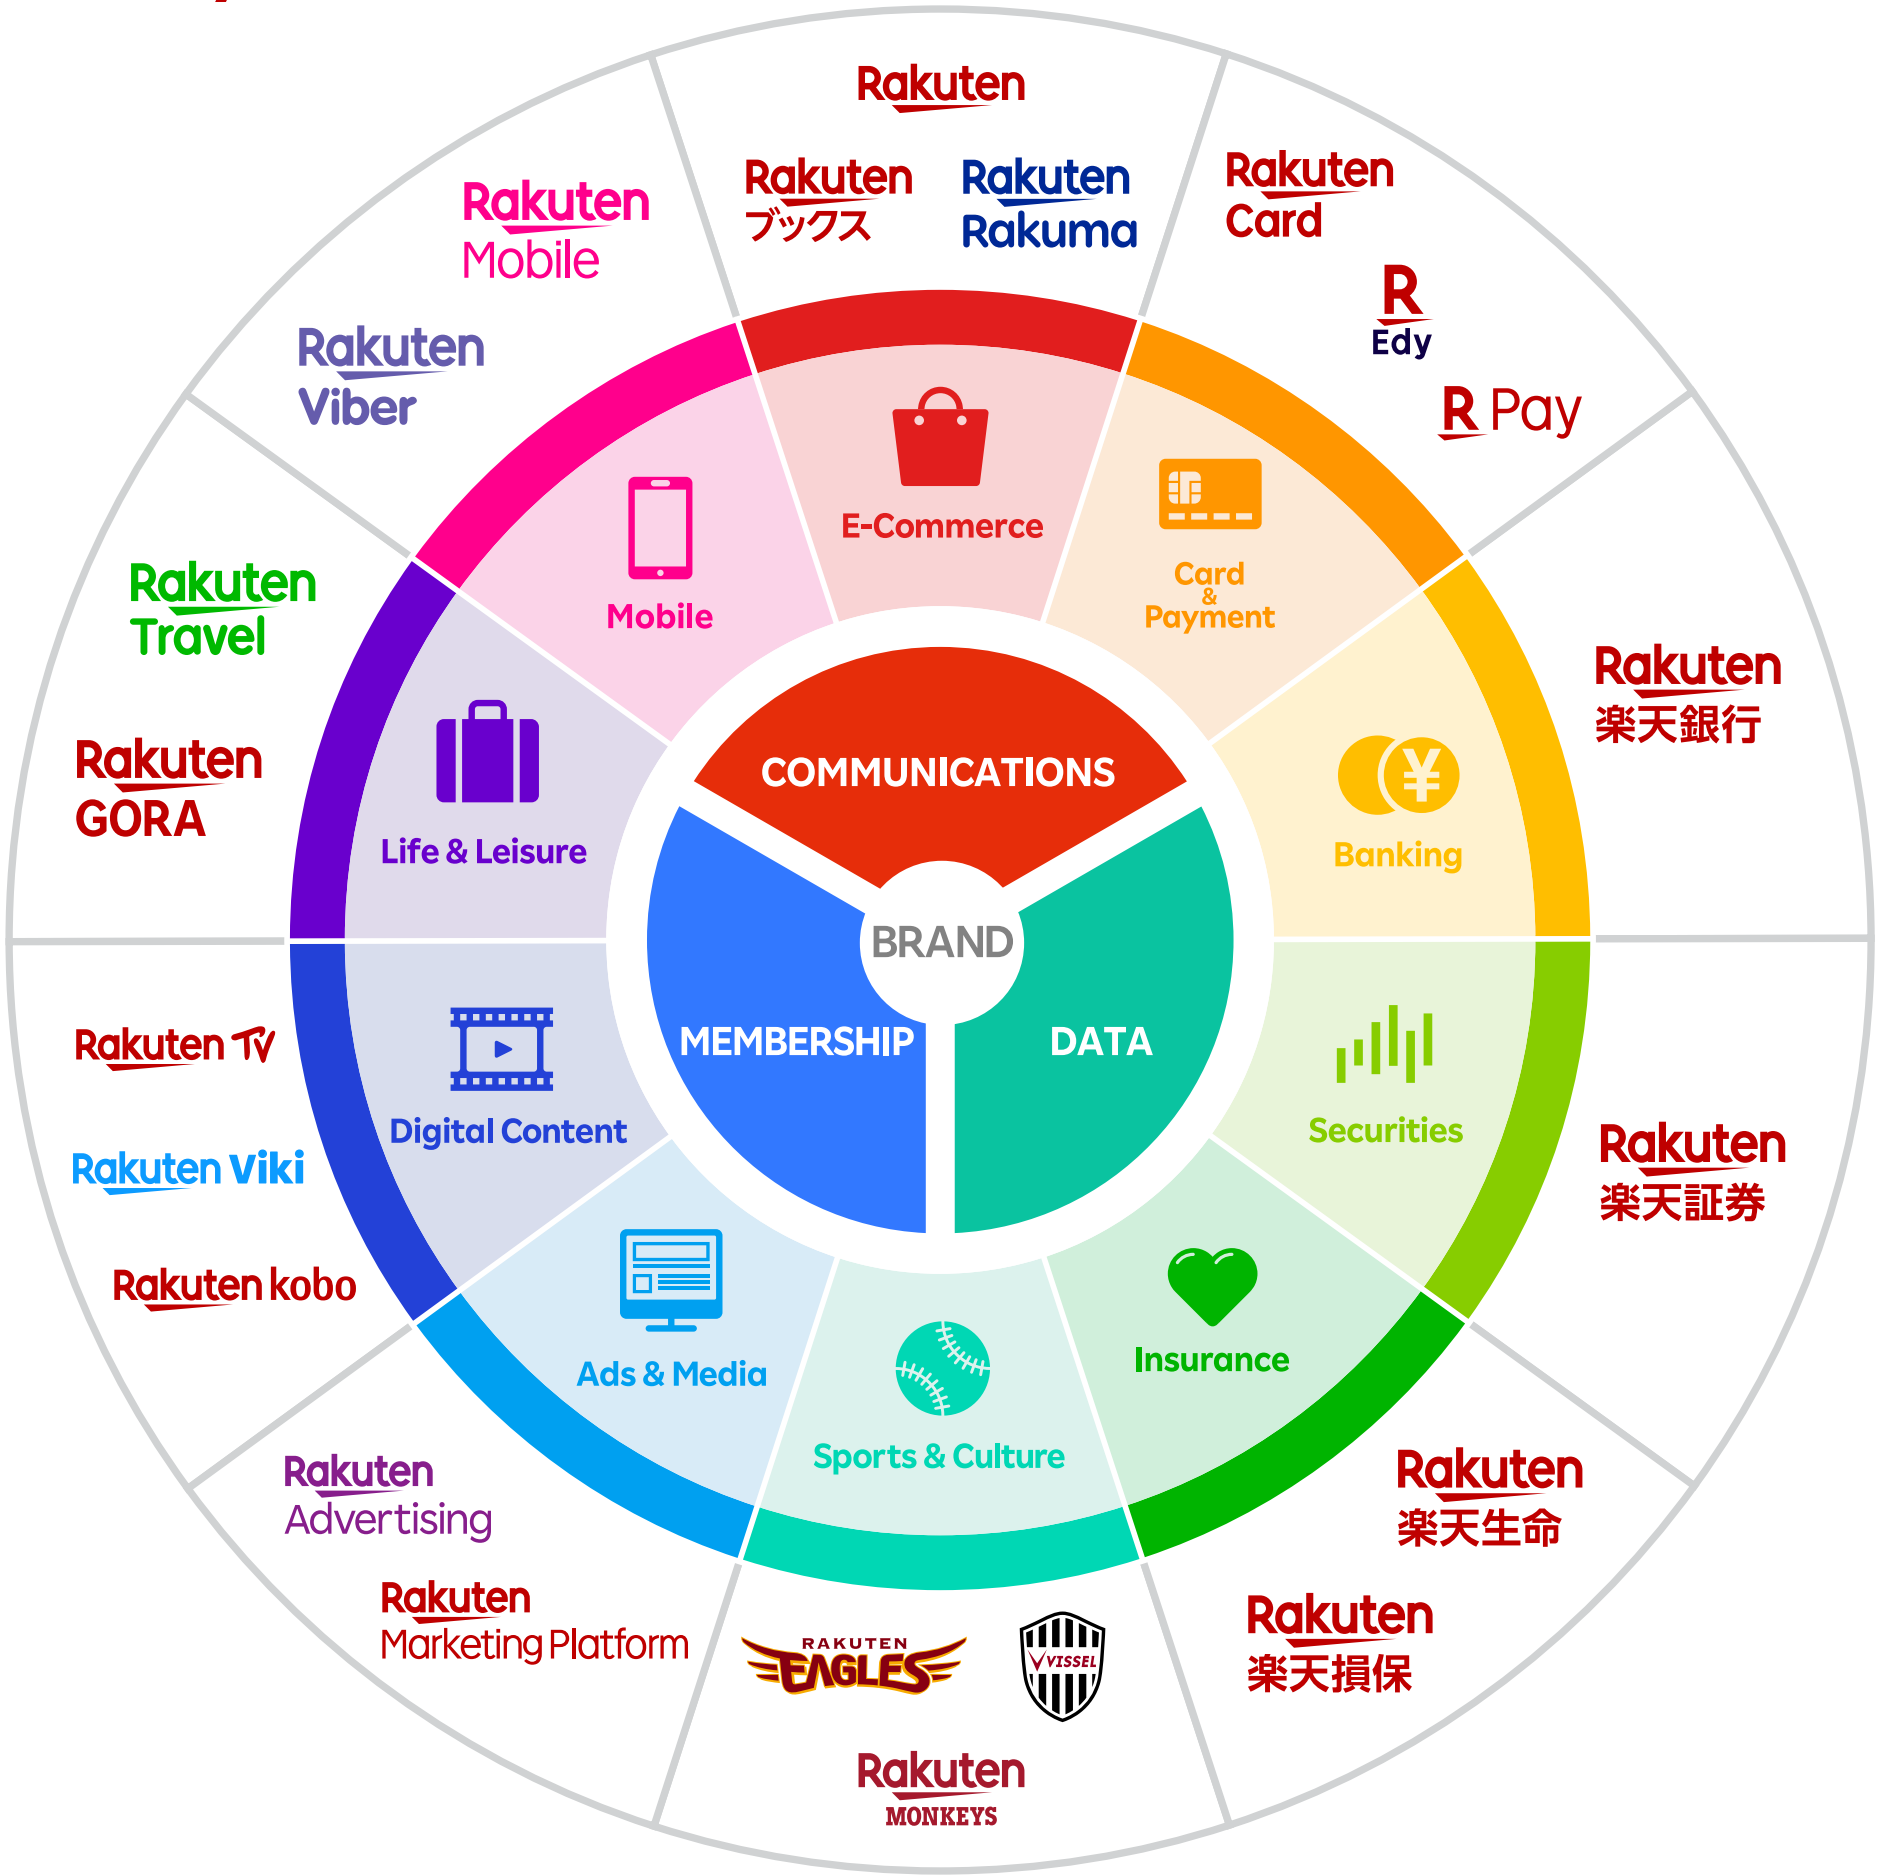 Rakuten
Rakuten
ブックス
Rakuten
Rakuma
Rakuten
Card
R
Edy
R Pay
Rakuten
楽天銀行
Rakuten
楽天証券
Rakuten
楽天生命
Rakuten
楽天損保
RAKUTEN
EAGLES
VISSEL
Rakuten
MONKEYS
Rakuten
Marketing Platform
Rakuten
Advertising
Rakuten kobo
Rakuten Viki
Rakuten TV
Rakuten
GORA
Rakuten
Travel
Rakuten
Viber
Rakuten
Mobile
E-Commerce
Card
&
Payment
Banking
Securities
Insurance
Sports & Culture
Ads & Media
Digital Content
Life & Leisure
Mobile
COMMUNICATIONS
BRAND
MEMBERSHIP
DATA